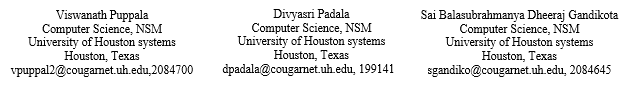 Viswanath Puppala
Computer Science, NSM
University of Houston systems
Houston, Texas
vpuppal2@cougarnet.uh.edu,2084700
Divyasri Padala
Computer Science, NSM
University of Houston systems
Houston, Texas
dpadala@cougarnet.uh.edu, 199141
Sai Balasubrahmanya Dheeraj Gandikota
Computer Science, NSM
University of Houston systems
Houston, Texas
sgandiko@cougarnet.uh.edu, 2084645